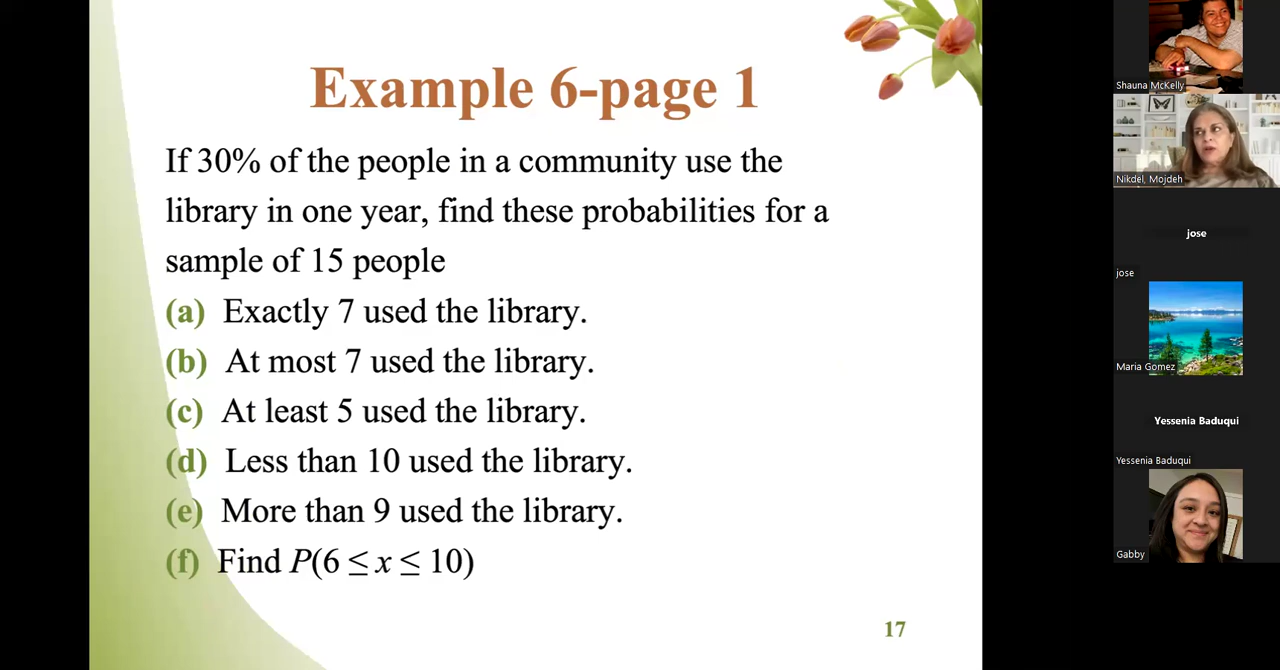 Example 6-page 1
If 30% of the people in a community use the
library in one year, find these probabilities for a
sample of 15 people
(a) Exactly 7 used the library.
(b) At most 7 used the library.
(c) At least 5 used the library.
(d) Less than 10 used the library.
(e) More than 9 used the library.
(f) Find P(6 ≤ x ≤ 10)
17
Shauna McKelly
Nikdel, Mojdeh
jose
jose
Maria Gomez
Yessenia Baduqui
Yessenia Baduqui
Gabby